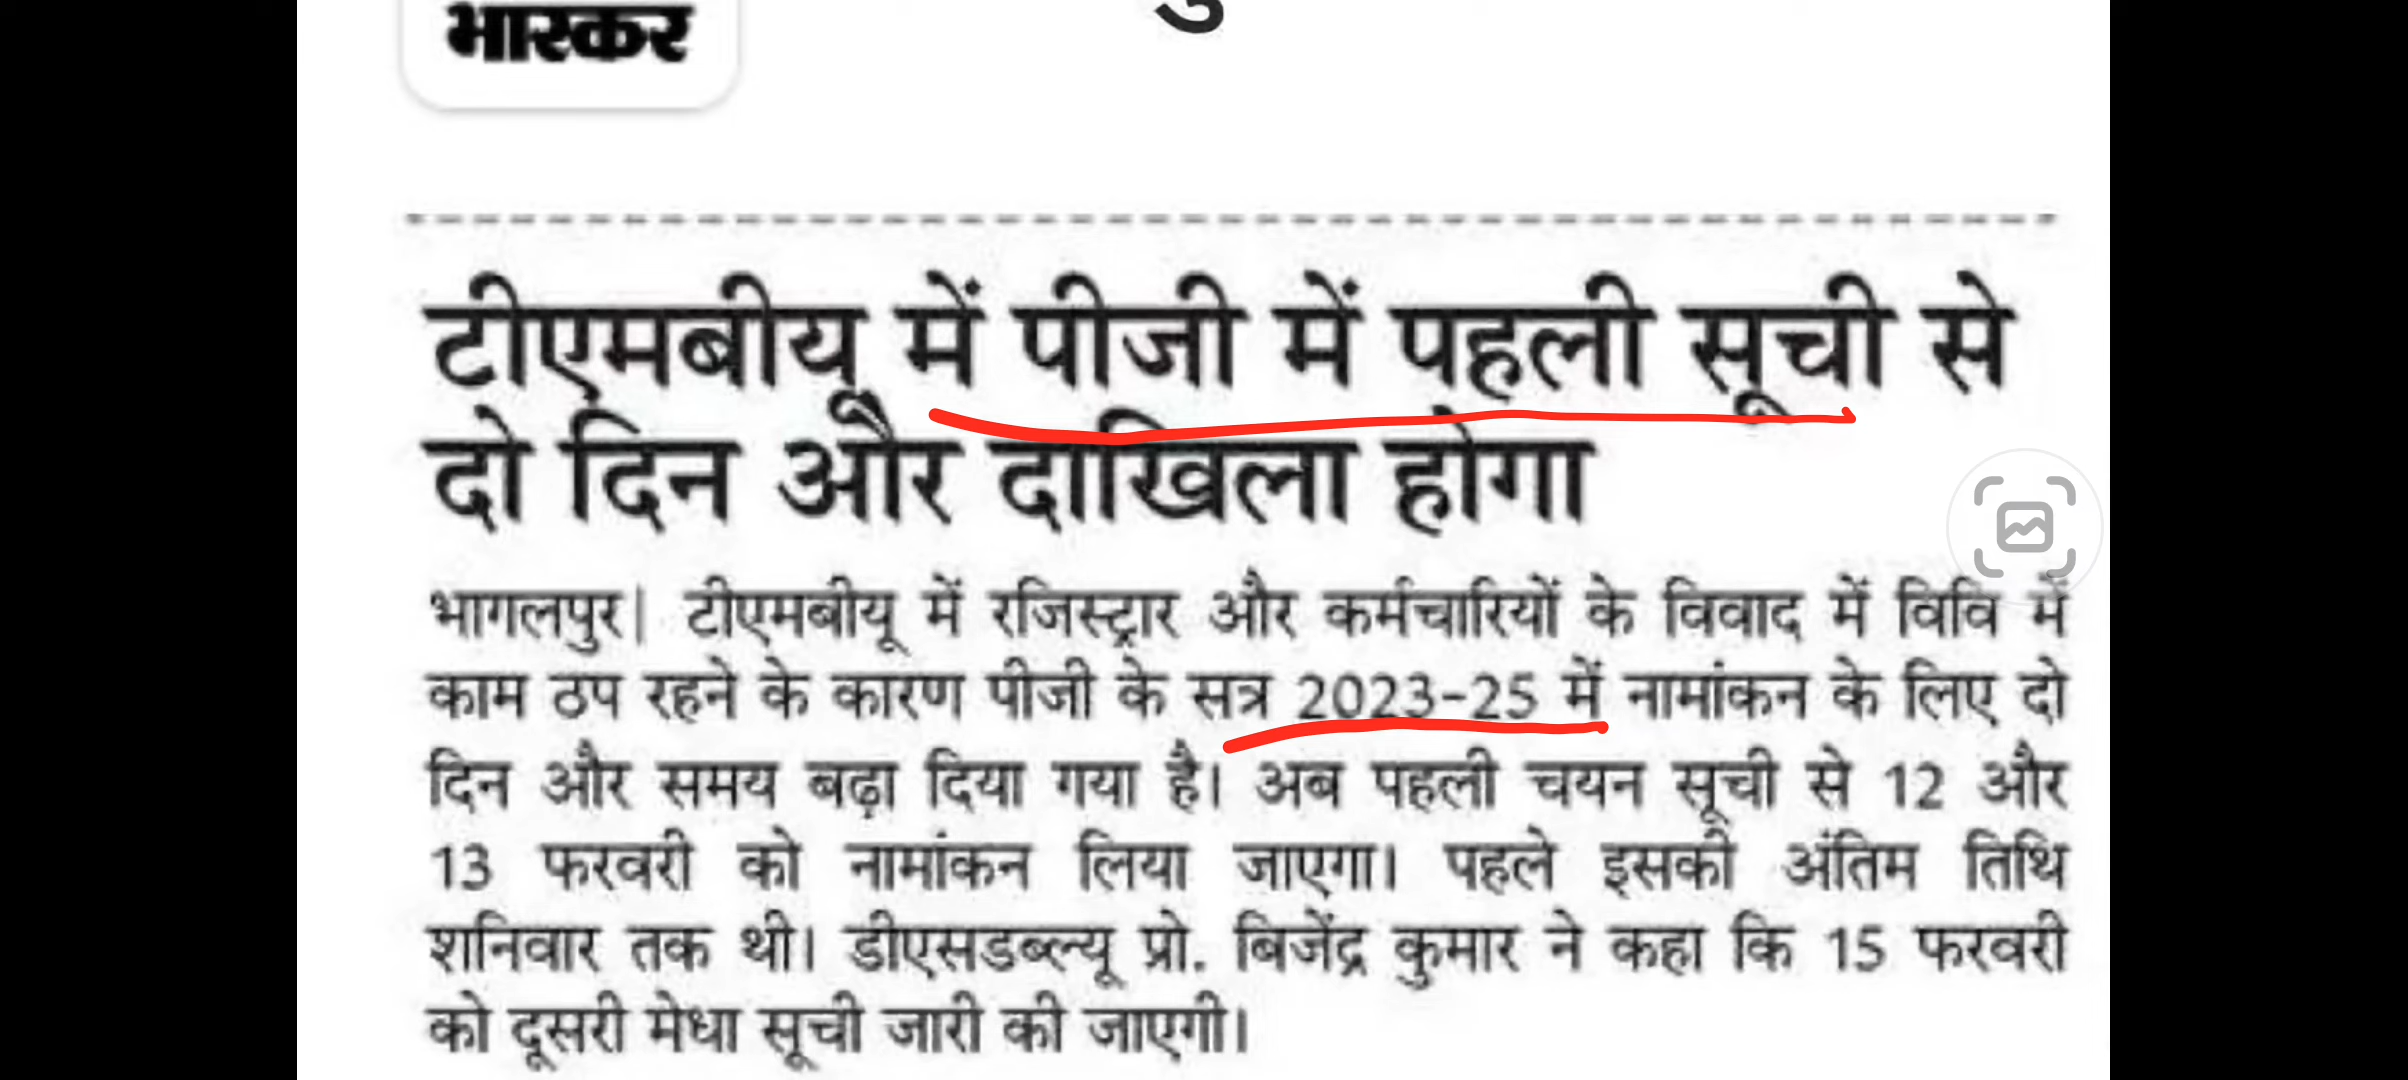 भास्कर
टीएमबीयू में पीजी में पहली सूची से
दो दिन और दाखिला होगा
भागलपुर| टीएमबीयू में रजिस्ट्रार और कर्मचारियों के विवाद में विवि में
काम ठप रहने के कारण पीजी के सत्र 2023-25 में नामांकन के लिए दो
दिन और समय बढ़ा दिया गया है। अब पहली चयन सूची से 12 और
13 फरवरी को नामांकन लिया जाएगा। पहले इसकी अंतिम तिथि
शनिवार तक थी। डीएसडब्ल्यू प्रो. बिजेंद्र कुमार ने कहा कि 15 फरवरी
को दूसरी मेधा सूची जारी की जाएगी।